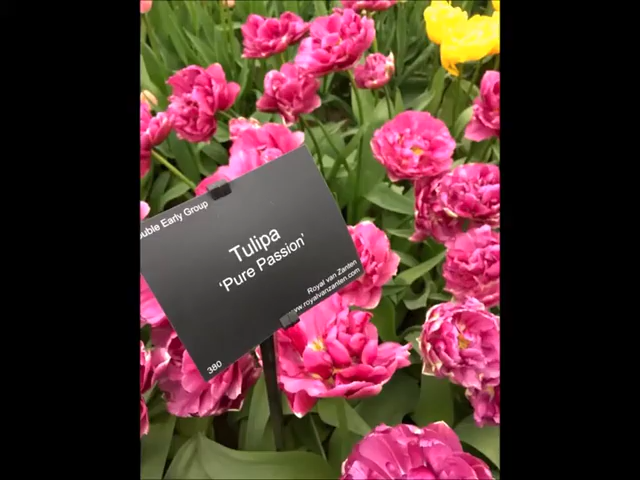 uble Early Group
Tulipa
'Pure Passion'
Royal van Zanten
w.royalvanzanten.com
380